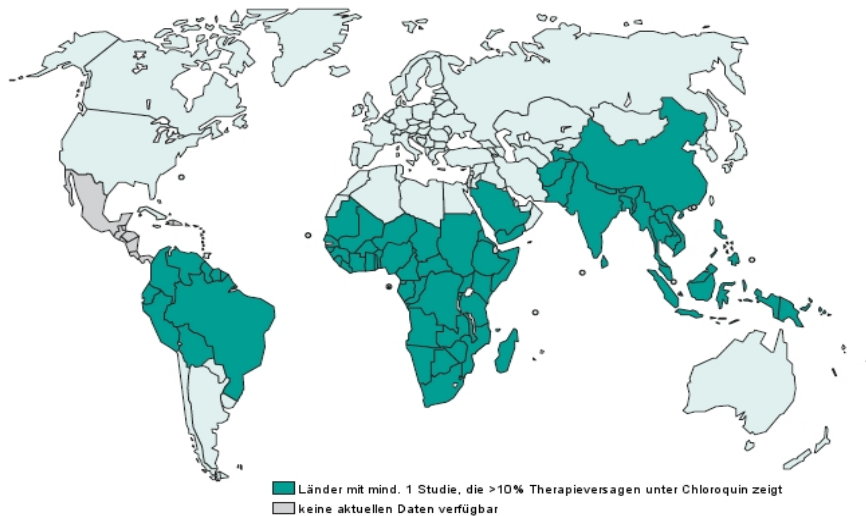 Länder mit mind. 1 Studie, die >10% Therapieversagen unter Chloroquin zeigt
keine aktuellen Daten verfügbar